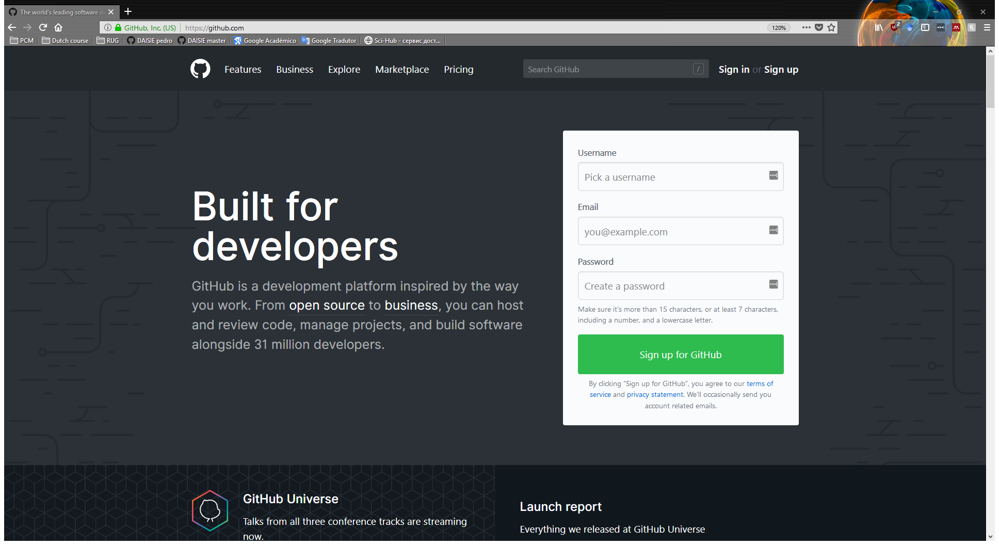 The world's leading software d
GitHub, Inc. (US) https://github.com 120%
2
PCM Dutch course RUG DAISIE pedro DAISIE master Google Académico Google Tradutor Sci-Hub - сервис дост...
Features Business Explore Marketplace Pricing Search GitHub / Sign in or Sign up
Username
Pick a username
Email
you@example.com
Password
Create a password
Make sure it's more than 15 characters, or at least 7 characters,
including a number, and a lowercase letter.
Sign up for GitHub
By clicking “Sign up for GitHub”, you agree to our terms of
service and privacy statement. We'll occasionally send you
account related emails.
Built for
developers
GitHub is a development platform inspired by the way
you work. From open source to business, you can host
and review code, manage projects, and build software
alongside 31 million developers.
GitHub Universe
Talks from all three conference tracks are streaming
now.
Launch report
Everything we released at GitHub Universe